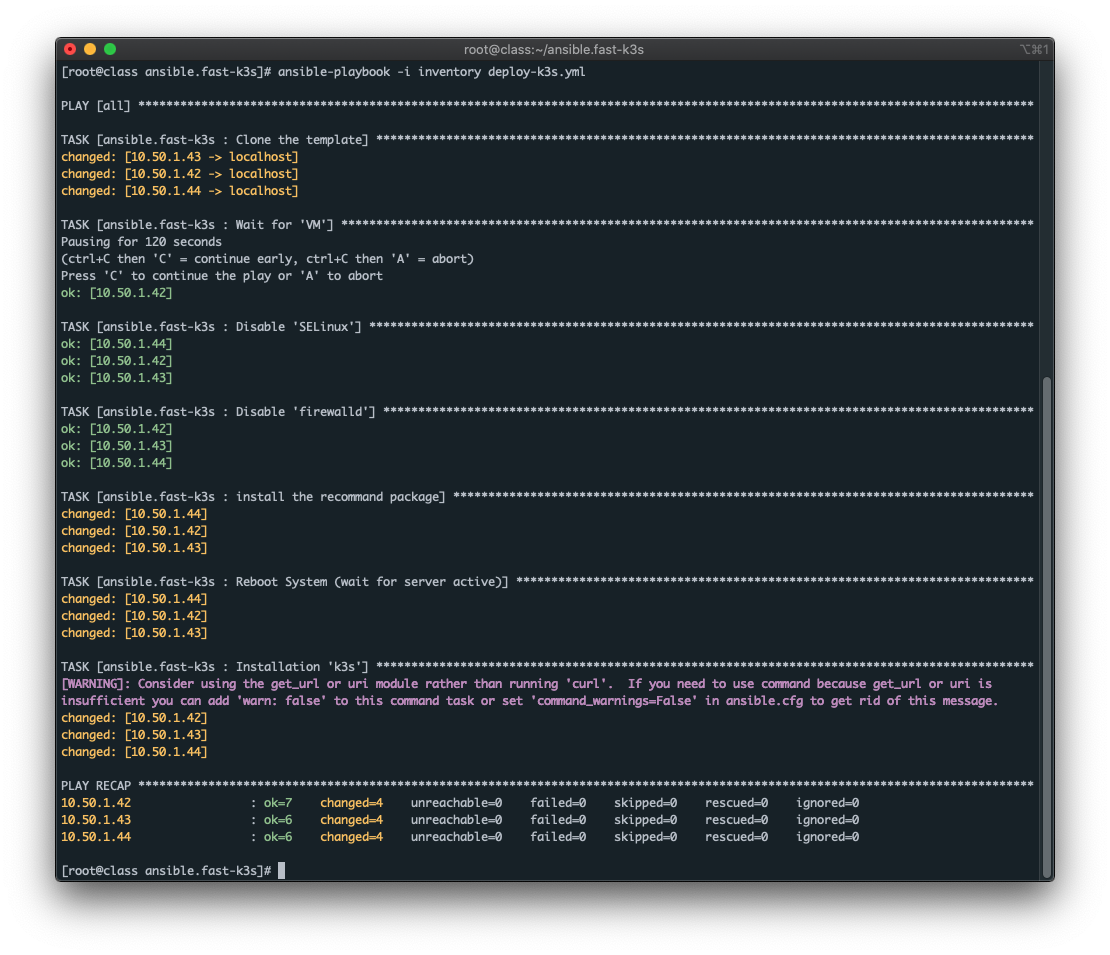 root@class:~/ansible.fast-k3s ⌥⌘1
[root@class ansible.fast-k3s]# ansible-playbook -i inventory deploy-k3s.yml
PLAY [all] ********************************************************************************************************************************
TASK [ansible.fast-k3s : Clone the template] **********************************************************************************************
changed: [10.50.1.43 -> localhost]
changed: [10.50.1.42 -> localhost]
changed: [10.50.1.44 -> localhost]
TASK [ansible.fast-k3s : Wait for 'VM'] ***************************************************************************************************
Pausing for 120 seconds
(ctrl+C then 'C' = continue early, ctrl+C then 'A' = abort)
Press 'C' to continue the play or 'A' to abort
ok: [10.50.1.42]
TASK [ansible.fast-k3s : Disable 'SELinux'] ***********************************************************************************************
ok: [10.50.1.44]
ok: [10.50.1.42]
ok: [10.50.1.43]
TASK [ansible.fast-k3s : Disable 'firewalld'] *********************************************************************************************
ok: [10.50.1.42]
ok: [10.50.1.43]
ok: [10.50.1.44]
TASK [ansible.fast-k3s : install the recommand package] ***********************************************************************************
changed: [10.50.1.44]
changed: [10.50.1.42]
changed: [10.50.1.43]
TASK [ansible.fast-k3s : Reboot System (wait for server active)] **************************************************************************
changed: [10.50.1.44]
changed: [10.50.1.42]
changed: [10.50.1.43]
TASK [ansible.fast-k3s : Installation 'k3s'] **********************************************************************************************
[WARNING]: Consider using the get_url or uri module rather than running 'curl'.  If you need to use command because get_url or uri is
insufficient you can add 'warn: false' to this command task or set 'command_warnings=False' in ansible.cfg to get rid of this message.
changed: [10.50.1.42]
changed: [10.50.1.43]
changed: [10.50.1.44]
PLAY RECAP ********************************************************************************************************************************
10.50.1.42                 : ok=7    changed=4    unreachable=0    failed=0    skipped=0    rescued=0    ignored=0
10.50.1.43                 : ok=6    changed=4    unreachable=0    failed=0    skipped=0    rescued=0    ignored=0
10.50.1.44                 : ok=6    changed=4    unreachable=0    failed=0    skipped=0    rescued=0    ignored=0
[root@class ansible.fast-k3s]#